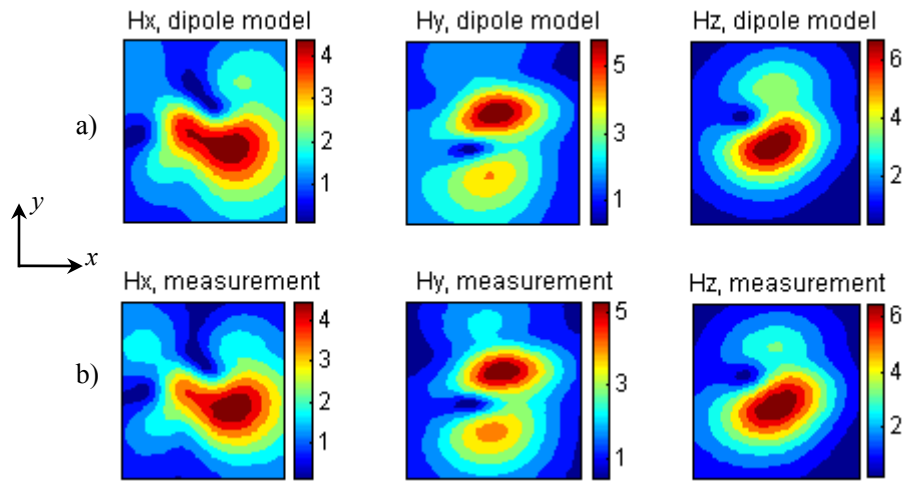 Hx, dipole model
Hy, dipole model
Hz, dipole model
a)
4
3
2
1
5
3
1
6
4
2
y
x
Hx, measurement
Hy, measurement
Hz, measurement
b)
4
3
2
1
5
3
1
6
4
2